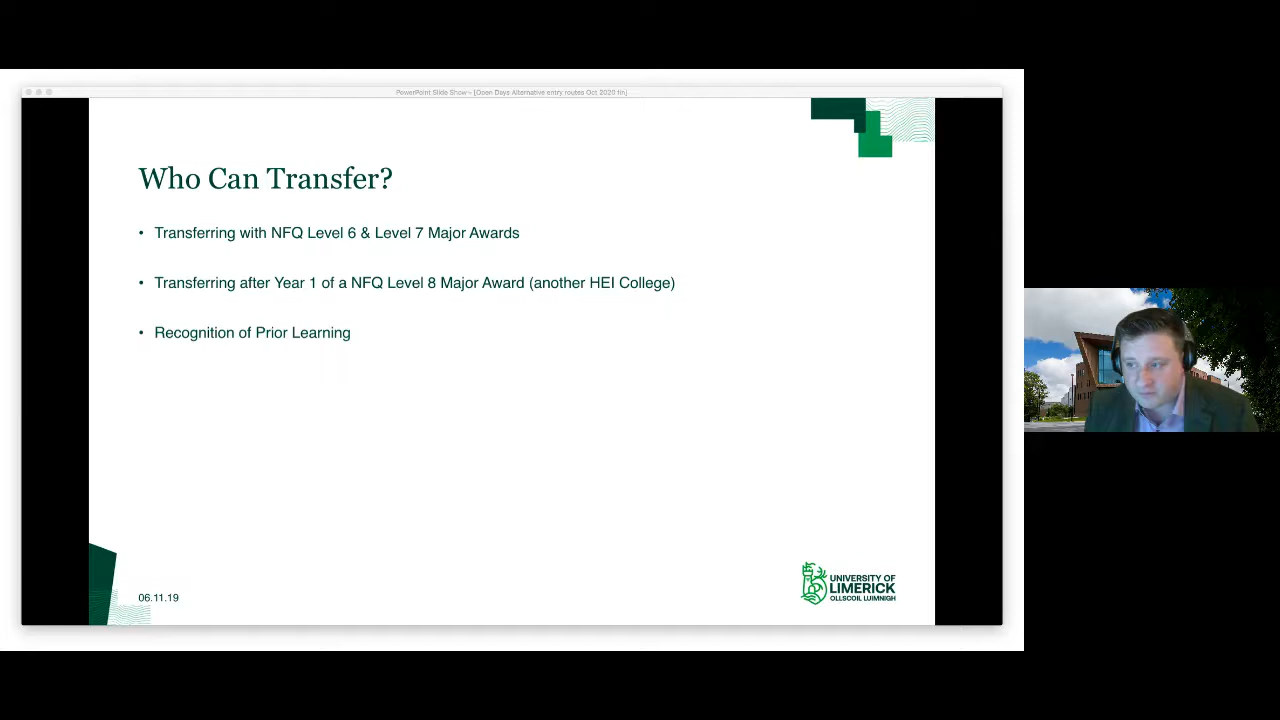 PowerPoint Slide Show - [Open Days Alternative entry routes Oct 2020 fin.]
Who Can Transfer?
• Transferring with NFQ Level 6 & Level 7 Major Awards
• Transferring after Year 1 of a NFQ Level 8 Major Award (another HEI College)
• Recognition of Prior Learning
06.11.19
UNIVERSITY OF
LIMERICK
OLLSCOIL LUIMNIGH